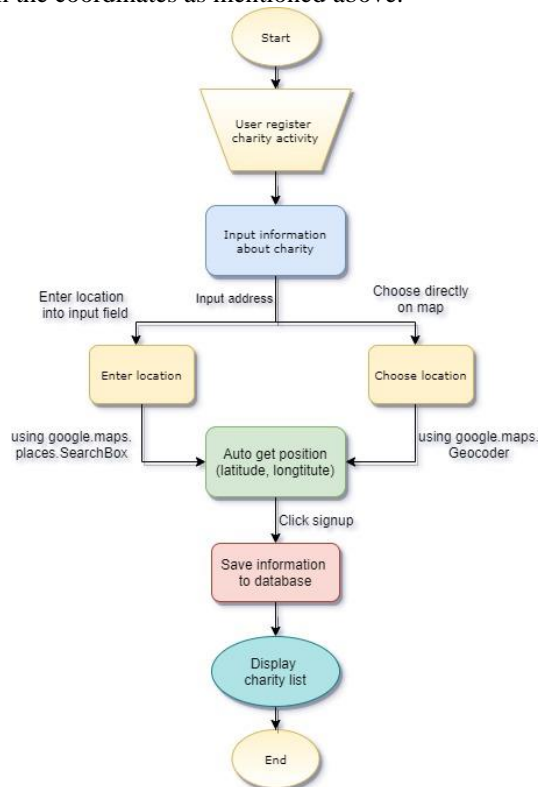 the coordinates as mentioned above.
Start
User register
charity activity
Input information
about charity
Enter location
into input field
Input address
Choose directly
on map
Enter location
Choose location
using google.maps.
places.SearchBox
Auto get position
(latitude, longtitute)
using google.maps.
Geocoder
Click signup
Save information
to database
Display
charity list
End